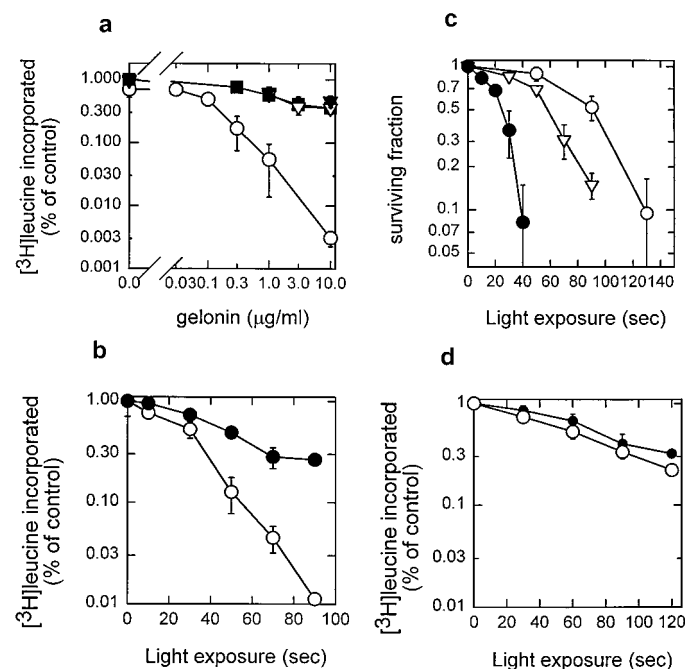 a
[³H]leucine incorporated
(% of control)
1.000
0.300
0.100
0.030
0.010
0.003
0.001
0.0
0.03
0.1
0.3
1.0
3.0
10.0
gelonin (µg/ml)
c
surviving fraction
1
0.7
0.5
0.3
0.1
0.07
0.05
0 20 40 60 80 100 120 140
Light exposure (sec)
b
[³H]leucine incorporated
(% of control)
1.00
0.30
0.10
0.03
0.01
0 20 40 60 80 100
Light exposure (sec)
d
[³H]leucine incorporated
(% of control)
1
0.3
0.1
0.03
0.01
0 20 40 60 80 100 120
Light exposure (sec)